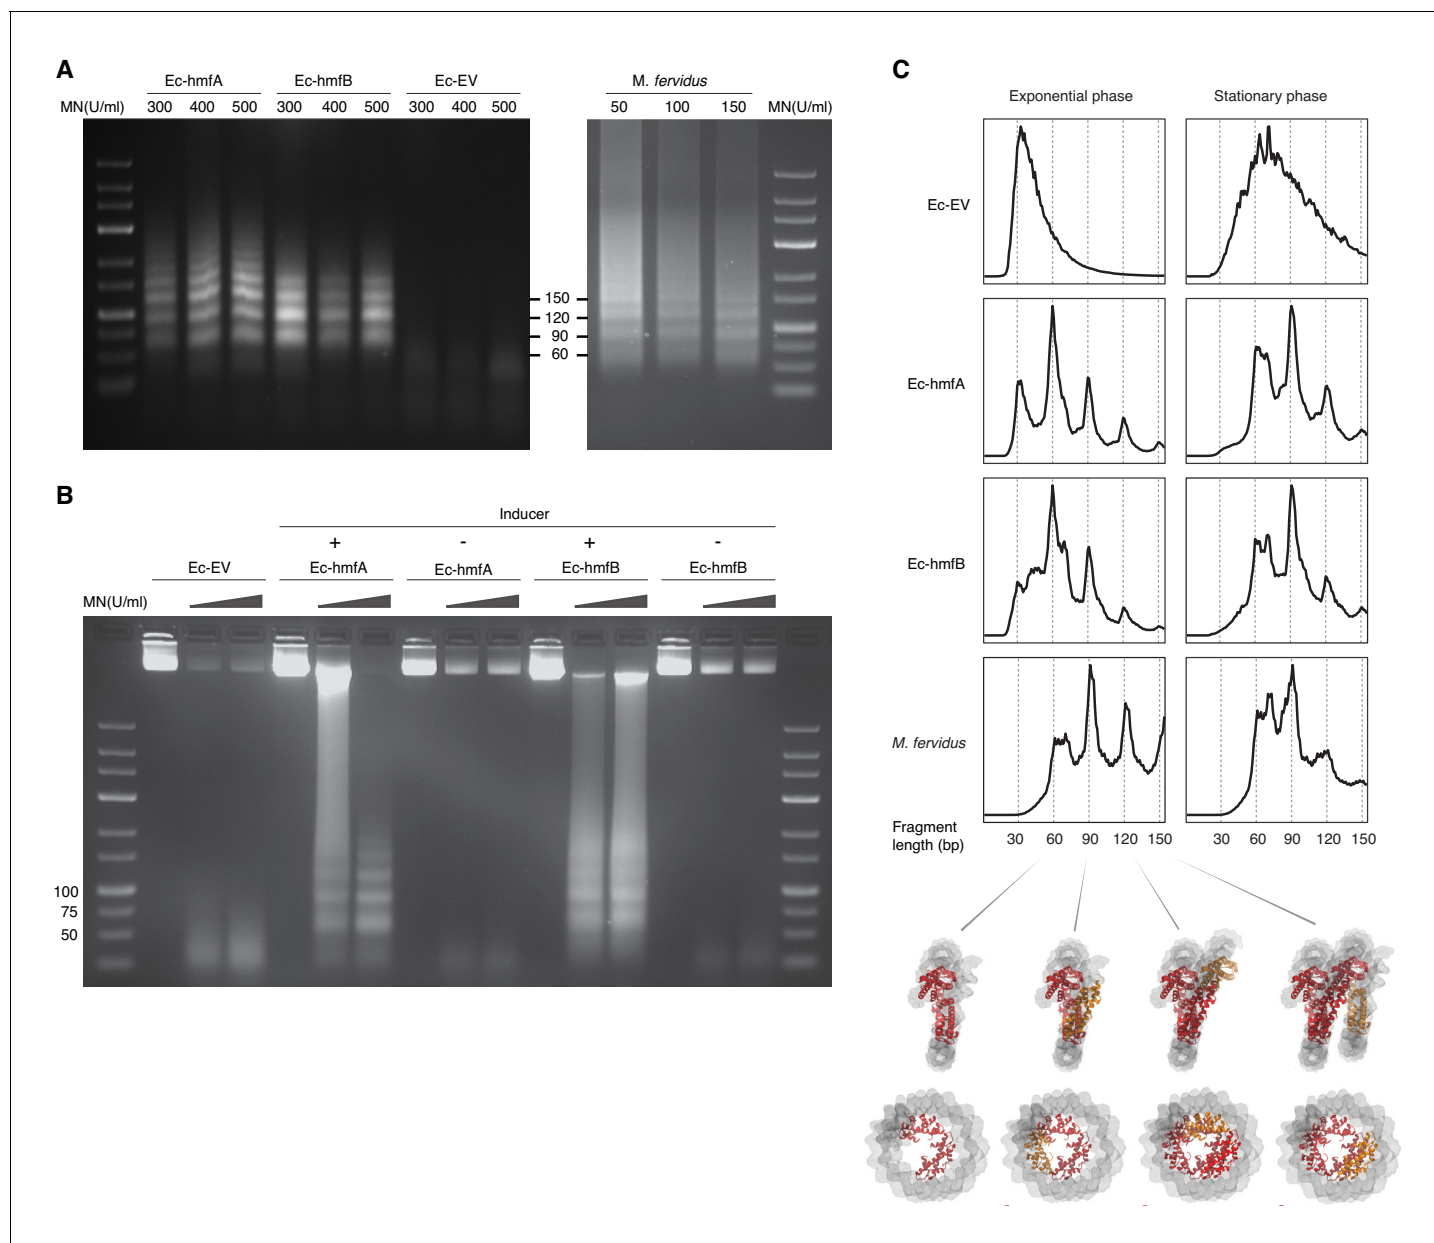 A
Ec-hmfA Ec-hmfB Ec-EV M. fervidus
MN(U/ml) 300 400 500 300 400 500 300 400 500 50 100 150 MN(U/ml)
150
120
90
60
B
Inducer
+ - + -
Ec-EV Ec-hmfA Ec-hmfA Ec-hmfB Ec-hmfB
MN(U/ml)
100
75
50
C
Exponential phase Stationary phase
Ec-EV
Ec-hmfA
Ec-hmfB
M. fervidus
Fragment
length (bp)
30 60 90 120 150 30 60 90 120 150